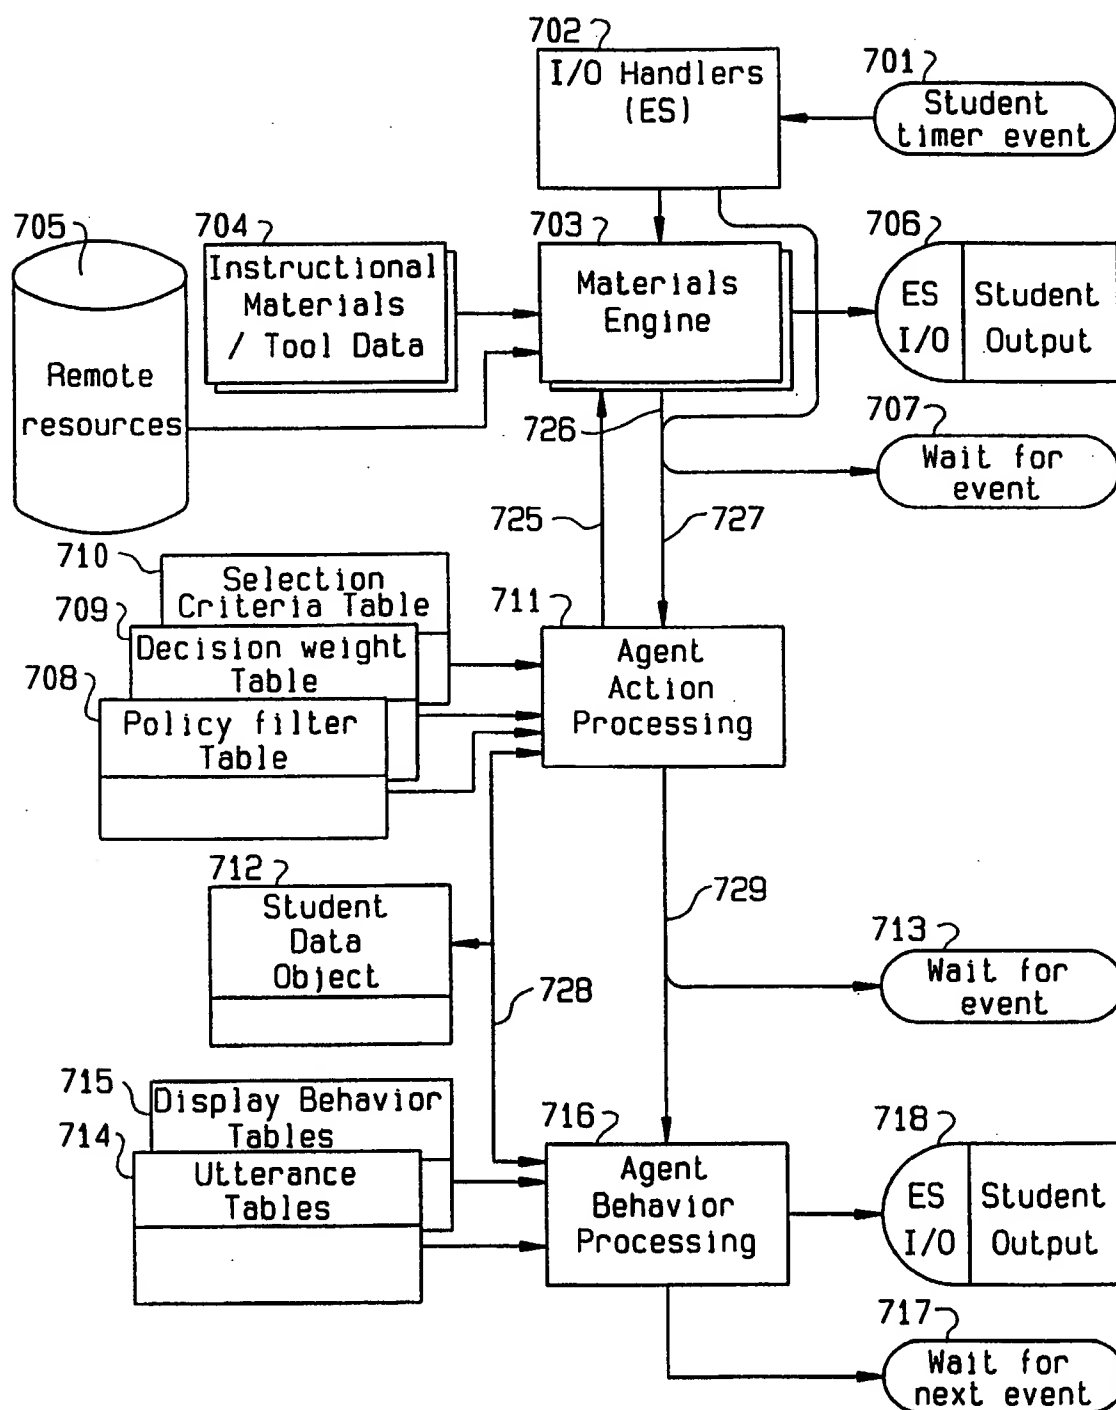 702
I/O Handlers
(ES)
701
Student
timer event
705
Remote
resources
704
Instructional
Materials
/ Tool Data
703
Materials
Engine
706
ES
I/O
Student
Output
726
707
Wait for
event
725
727
710
Selection
Criteria Table
709
Decision weight
Table
708
Policy filter
Table
711
Agent
Action
Processing
712
Student
Data
Object
729
728
713
Wait for
event
715
Display Behavior
Tables
714
Utterance
Tables
716
Agent
Behavior
Processing
718
ES
I/O
Student
Output
717
Wait for
next event